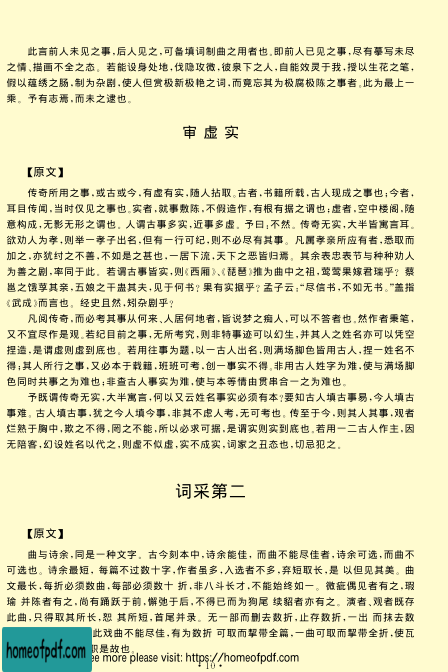 此言前人未见之事,后人见之,可备填词制曲之用者也。即前人已见之事,尽有摹写未尽
之情,描画不全之态。若能设身处地,伐隐攻微,彼泉下之人,自能效灵于我,授以生花之笔,
假以蕴绣之肠,制为杂剧,使人但赏极新极艳之词,而竟忘其为极腐极陈之事者。此为最上一
乘。予有志焉,而未之逮也。
审虚实
【原文】
传奇所用之事,或古或今,有虚有实,随人拈取。古者,书籍所载,古人现成之事也;今者,
耳目传闻,当时仅见之事也。实者,就事敷陈,不假造作,有根有据之谓也;虚者,空中楼阁,随
意构成,无影无形之谓也。人谓古事多实,近事多虚。予曰:不然。传奇无实,大半皆寓言耳。
欲劝人为孝,则举一孝子出名,但有一行可纪,则不必尽有其事。凡属孝亲所应有者,悉取而
加之,亦犹纣之不善,不如是之甚也,一居下流,天下之恶皆归焉。其余表忠表节与种种劝人
为善之剧,率同于此。若谓古事皆实,则《西厢》、《琵琶》推为曲中之祖,莺莺果嫁君瑞乎?蔡
邕之饿莩其亲,五娘之干蛊其夫,见于何书?果有实据乎?孟子云:“尽信书,不如无书。”盖指
《武成》而言也。经史且然,矧杂剧乎?
凡阅传奇,而必考其事从何来、人居何地者,皆说梦之痴人,可以不答者也。然作者秉笔,
又不宜尽作是观。若纪目前之事,无所考究,则非特事迹可以幻生,并其人之姓名亦可以凭空
捏造,是谓虚则虚到底也。若用往事为题,以一古人出名,则满场脚色皆用古人,捏一姓名不
得;其人所行之事,又必本于载籍,班班可考,创一事实不得。非用古人姓字为难,使与满场脚
色同时共事之为难也;非查古人事实为难,使与本等情由贯串合一之为难也。
予既谓传奇无实,大半寓言,何以又云姓名事实必须有本?要知古人填古事易,今人填古
事难。古人填古事,犹之今人填今事,非其不虑人考,无可考也。传至于今,则其人其事,观者
烂熟于胸中,欺之不得,罔之不能,所以必求可据,是谓实则实到底也。若用一二古人作主,因
无陪客,幻设姓名以代之,则虚不似虚,实不成实,词家之丑态也,切忌犯之。
词采第二
【原文】
曲与诗余,同是一种文字。古今刻本中,诗余能佳,而曲不能尽佳者,诗余可选,而曲不
可选也。诗余最短,每篇不过数十字,作者虽多,入选者不多,弃短取长,是 以但见其美。曲
文最长,每折必须数曲,每部必须数十 折,非八斗长才,不能始终如一。微疵偶见者有之,瑕
瑜 并陈者有之,尚有踊跃于前,懈弛于后,不得已而为狗尾 续貂者亦有之。演者、观者既存
此曲,只得取其所长,恕 其所短,首尾并录。无一部而删去数折,止存数折,一出 而抹去数
此戏曲不能尽佳,有为数折 可取而挈带全篇,一曲可取而挈带全折,使瓦
职是故也。
ee more please visit: https://homeofpdf.com
·10·
homeofpdf.com